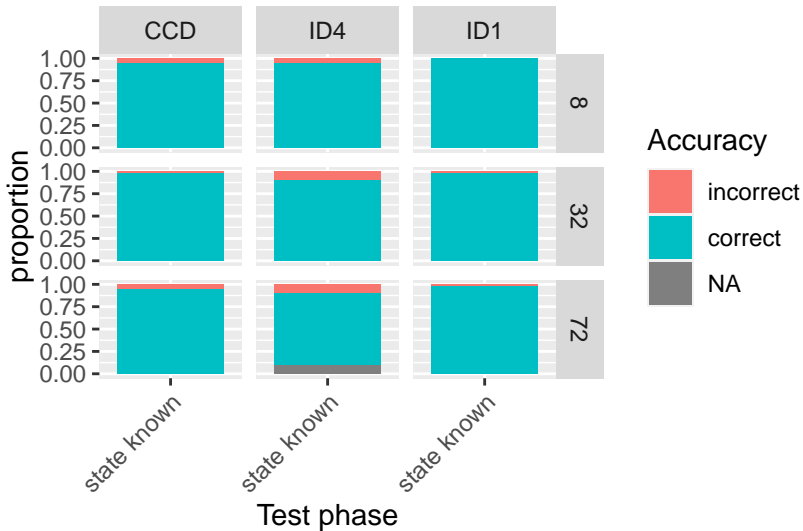 CCD ID4 ID1
1.00
0.75
0.50
0.25
0.00
8
1.00
0.75
0.50
0.25
0.00
32
1.00
0.75
0.50
0.25
0.00
72
proportion
state known state known state known
Test phase
Accuracy
incorrect
correct
NA